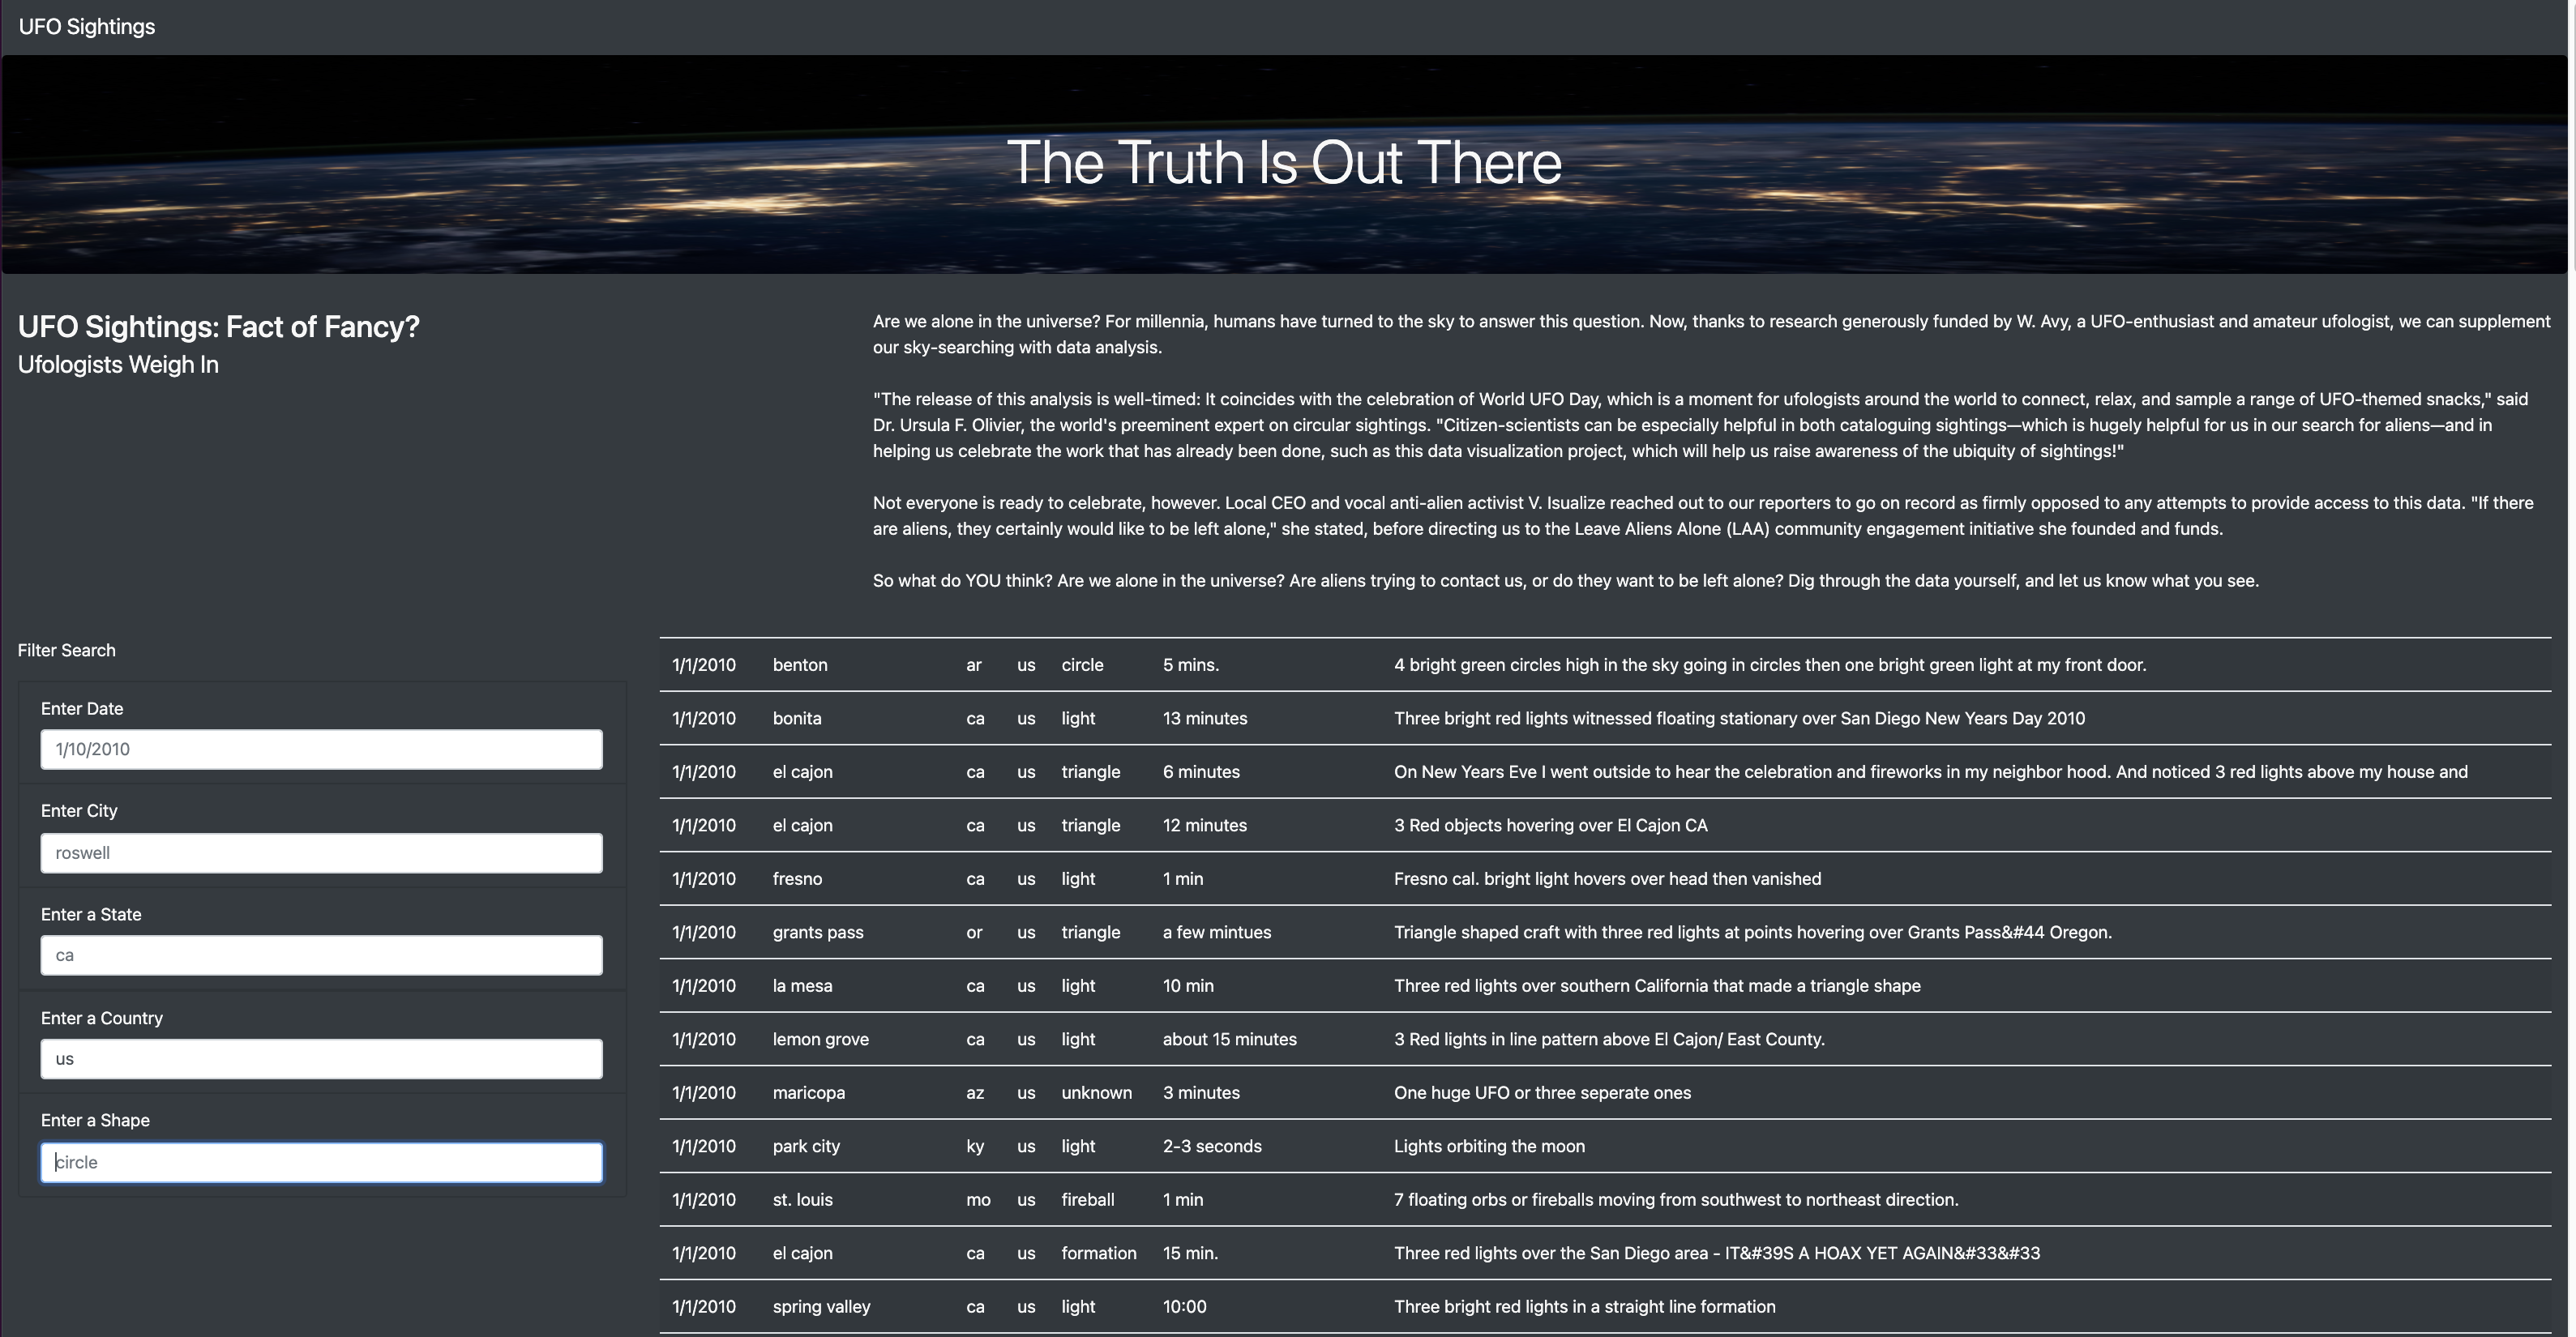 UFO Sightings
The Truth Is Out There
UFO Sightings: Fact of Fancy?
Ufologists Weigh In
Are we alone in the universe? For millennia, humans have turned to the sky to answer this question. Now, thanks to research generously funded by W. Avy, a UFO-enthusiast and amateur ufologist, we can supplement
our sky-searching with data analysis.
"The release of this analysis is well-timed: It coincides with the celebration of World UFO Day, which is a moment for ufologists around the world to connect, relax, and sample a range of UFO-themed snacks," said
Dr. Ursula F. Olivier, the world's preeminent expert on circular sightings. "Citizen-scientists can be especially helpful in both cataloguing sightings—which is hugely helpful for us in our search for aliens—and in
helping us celebrate the work that has already been done, such as this data visualization project, which will help us raise awareness of the ubiquity of sightings!"
Not everyone is ready to celebrate, however. Local CEO and vocal anti-alien activist V. Isualize reached out to our reporters to go on record as firmly opposed to any attempts to provide access to this data. "If there
are aliens, they certainly would like to be left alone," she stated, before directing us to the Leave Aliens Alone (LAA) community engagement initiative she founded and funds.
So what do YOU think? Are we alone in the universe? Are aliens trying to contact us, or do they want to be left alone? Dig through the data yourself, and let us know what you see.
Filter Search
Enter Date
1/10/2010
Enter City
roswell
Enter a State
ca
Enter a Country
us
Enter a Shape
circle
1/1/2010 benton ar us circle 5 mins. 4 bright green circles high in the sky going in circles then one bright green light at my front door.
1/1/2010 bonita ca us light 13 minutes Three bright red lights witnessed floating stationary over San Diego New Years Day 2010
1/1/2010 el cajon ca us triangle 6 minutes On New Years Eve I went outside to hear the celebration and fireworks in my neighbor hood. And noticed 3 red lights above my house and
1/1/2010 el cajon ca us triangle 12 minutes 3 Red objects hovering over El Cajon CA
1/1/2010 fresno ca us light 1 min Fresno cal. bright light hovers over head then vanished
1/1/2010 grants pass or us triangle a few mintues Triangle shaped craft with three red lights at points hovering over Grants Pass&#44 Oregon.
1/1/2010 la mesa ca us light 10 min Three red lights over southern California that made a triangle shape
1/1/2010 lemon grove ca us light about 15 minutes 3 Red lights in line pattern above El Cajon/ East County.
1/1/2010 maricopa az us unknown 3 minutes One huge UFO or three seperate ones
1/1/2010 park city ky us light 2-3 seconds Lights orbiting the moon
1/1/2010 st. louis mo us fireball 1 min 7 floating orbs or fireballs moving from southwest to northeast direction.
1/1/2010 el cajon ca us formation 15 min. Three red lights over the San Diego area - IT&#39S A HOAX YET AGAIN&#33&#33
1/1/2010 spring valley ca us light 10:00 Three bright red lights in a straight line formation